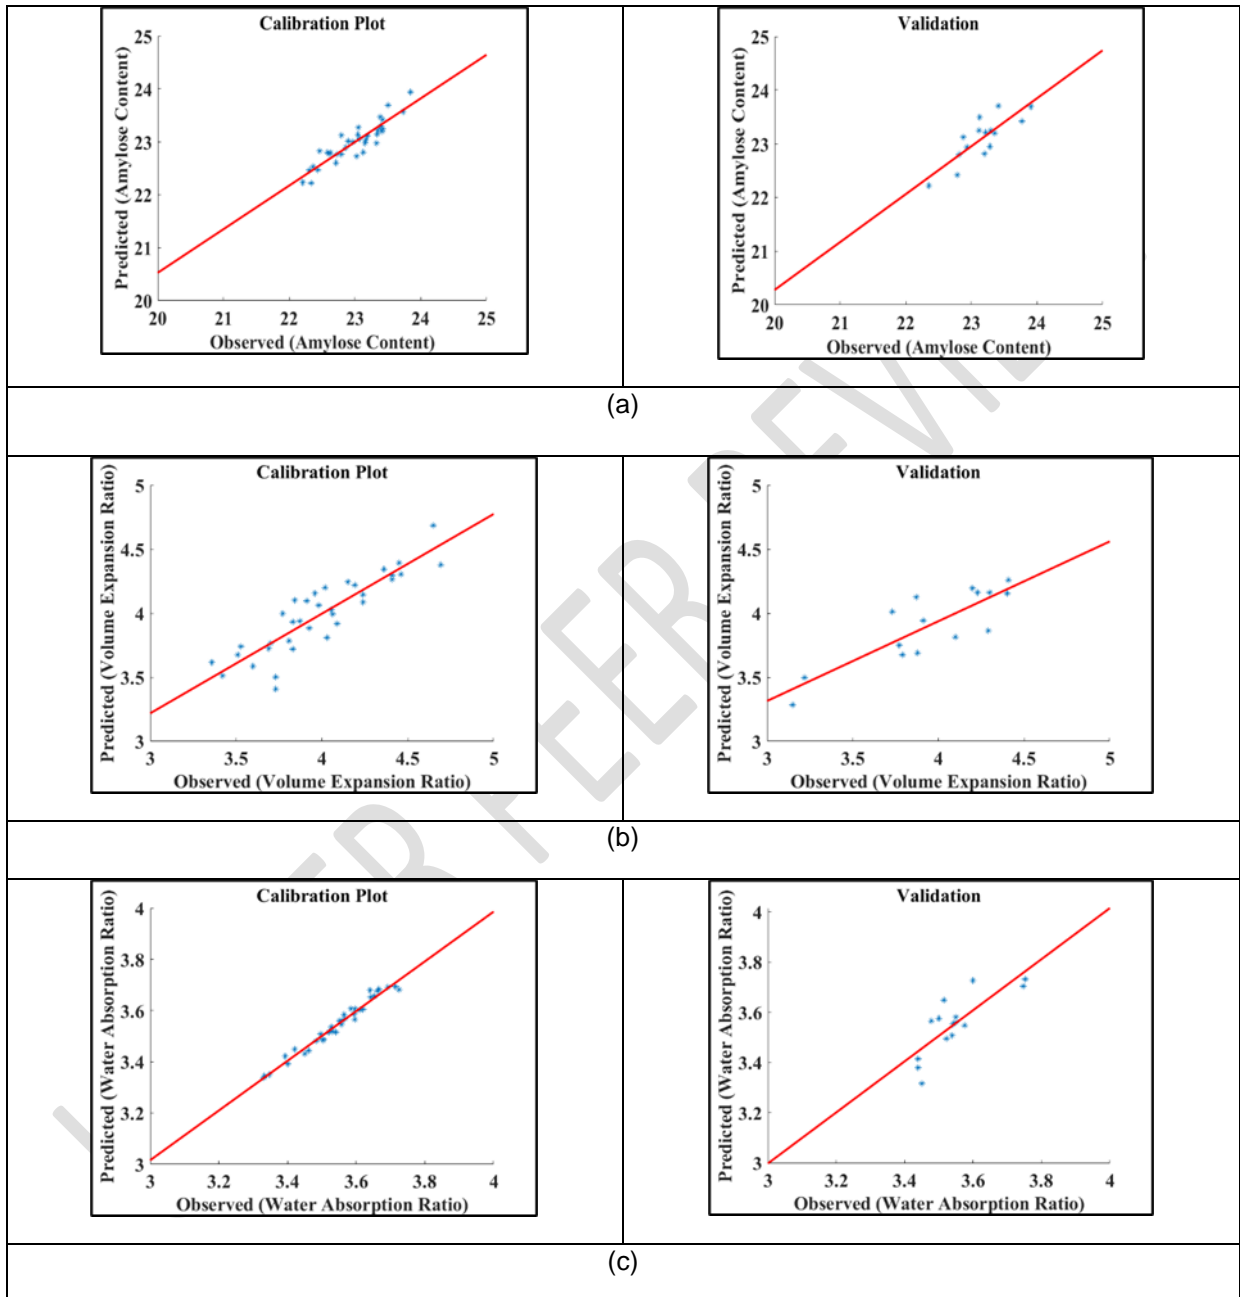 Calibration Plot
Predicted (Amylose Content)
25
24
23
22
21
20
20 21 22 23 24 25
Observed (Amylose Content)
Validation
Predicted (Amylose Content)
25
24
23
22
21
20
20 21 22 23 24 25
Observed (Amylose Content)
(a)
Calibration Plot
Predicted (Volume Expansion Ratio)
5
4.5
4
3.5
3
3 3.5 4 4.5 5
Observed (Volume Expansion Ratio)
Validation
Predicted (Volume Expansion Ratio)
5
4.5
4
3.5
3
3 3.5 4 4.5 5
Observed (Volume Expansion Ratio)
(b)
Calibration Plot
Predicted (Water Absorption Ratio)
4
3.8
3.6
3.4
3.2
3
3 3.2 3.4 3.6 3.8 4
Observed (Water Absorption Ratio)
Validation
Predicted (Water Absorption Ratio)
4
3.8
3.6
3.4
3.2
3
3 3.2 3.4 3.6 3.8 4
Observed (Water Absorption Ratio)
(c)